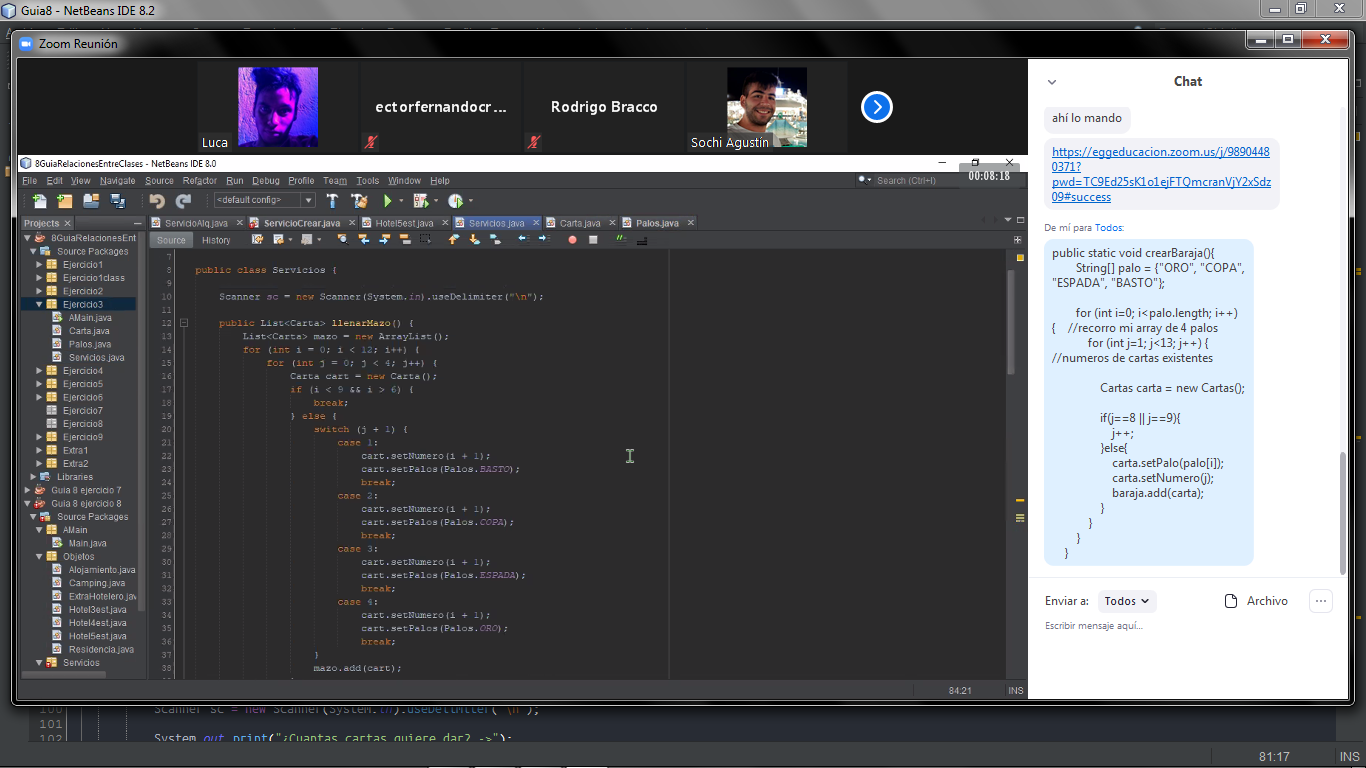 Guia8 - NetBeans IDE 8.2
Zoom Reunión
Luca
ectorfernandocr ...
Rodrigo Bracco
Sochi Agustín
8GuiaRelacionesEntreClases - NetBeans IDE 8.0
00:08:18
File Edit View Navigate Source Refactor Run Debug Profile Team Tools Window Help
Search (Ctrl+I)
<default config>
Projects
ServicioAlq.java
ServicioCrear.java
Hotel5est.java
Servicios.java
Carta.java
Palos.java
Source
History
8GuiaRelacionesEnt
Source Packages
Ejercicio1
Ejercicio1class
Ejercicio2
Ejercicio3
AMain.java
Carta.java
Palos.java
Servicios.java
Ejercicio4
Ejercicio5
Ejercicio6
Ejercicio7
Ejercicio8
Ejercicio9
Extra1
Extra2
Libraries
Guia 8 ejercicio 7
Guia 8 ejercicio 8
Source Packages
AMain
Main.java
Objetos
Alojamiento.java
Camping.java
ExtraHotelero.jav
Hotel3est.java
Hotel4est.java
Hotel5est.java
Residencia.java
Servicios
7
8 public class Servicios {
9
10 Scanner sc = new Scanner(System.in).useDelimiter("\n");
11
12 public List<Carta> llenarMazo() {
13 List<Carta> mazo = new ArrayList();
14 for (int i = 0; i < 12; i++) {
15 for (int j = 0; j < 4; j++) {
16 Carta cart = new Carta();
17 if (i < 9 && i > 6) {
18 break;
19 } else {
20 switch (j + 1) {
21 case 1:
22 cart.setNumero(i + 1);
23 cart.setPalos(Palos.BASTO);
24 break;
25 case 2:
26 cart.setNumero(i + 1);
27 cart.setPalos(Palos.COPA);
28 break;
29 case 3:
30 cart.setNumero(i + 1);
31 cart.setPalos(Palos.ESPADA);
32 break;
33 case 4:
34 cart.setNumero(i + 1);
35 cart.setPalos(Palos.ORO);
36 break;
37 }
38 mazo.add(cart);
84:21
INS
Chat
ahí lo mando
https://eggeducacion.zoom.us/j/9890448
0371?
pwd=TC9Ed25sK1o1ejFTQmcranVjY2xSdz
09#success
De mí para Todos:
public static void crearBaraja(){
String[] palo = {"ORO", "COPA",
"ESPADA", "BASTO"};
for (int i=0; i<palo.length; i++)
{ //recorro mi array de 4 palos
for (int j=1; j<13; j++) {
//numeros de cartas existentes
Cartas carta = new Cartas();
if(j==8 || j==9){
j++;
}else{
carta.setPalo(palo[i]);
carta.setNumero(j);
baraja.add(carta);
}
}
}
}
Enviar a: Todos
Archivo
...
Escribir mensaje aquí...
100 Scanner sc = new Scanner(System.in).useDelimiter("\n");
101
102 System.out.print("¿Cuantas cartas quiere dar? ->");
81:17
INS